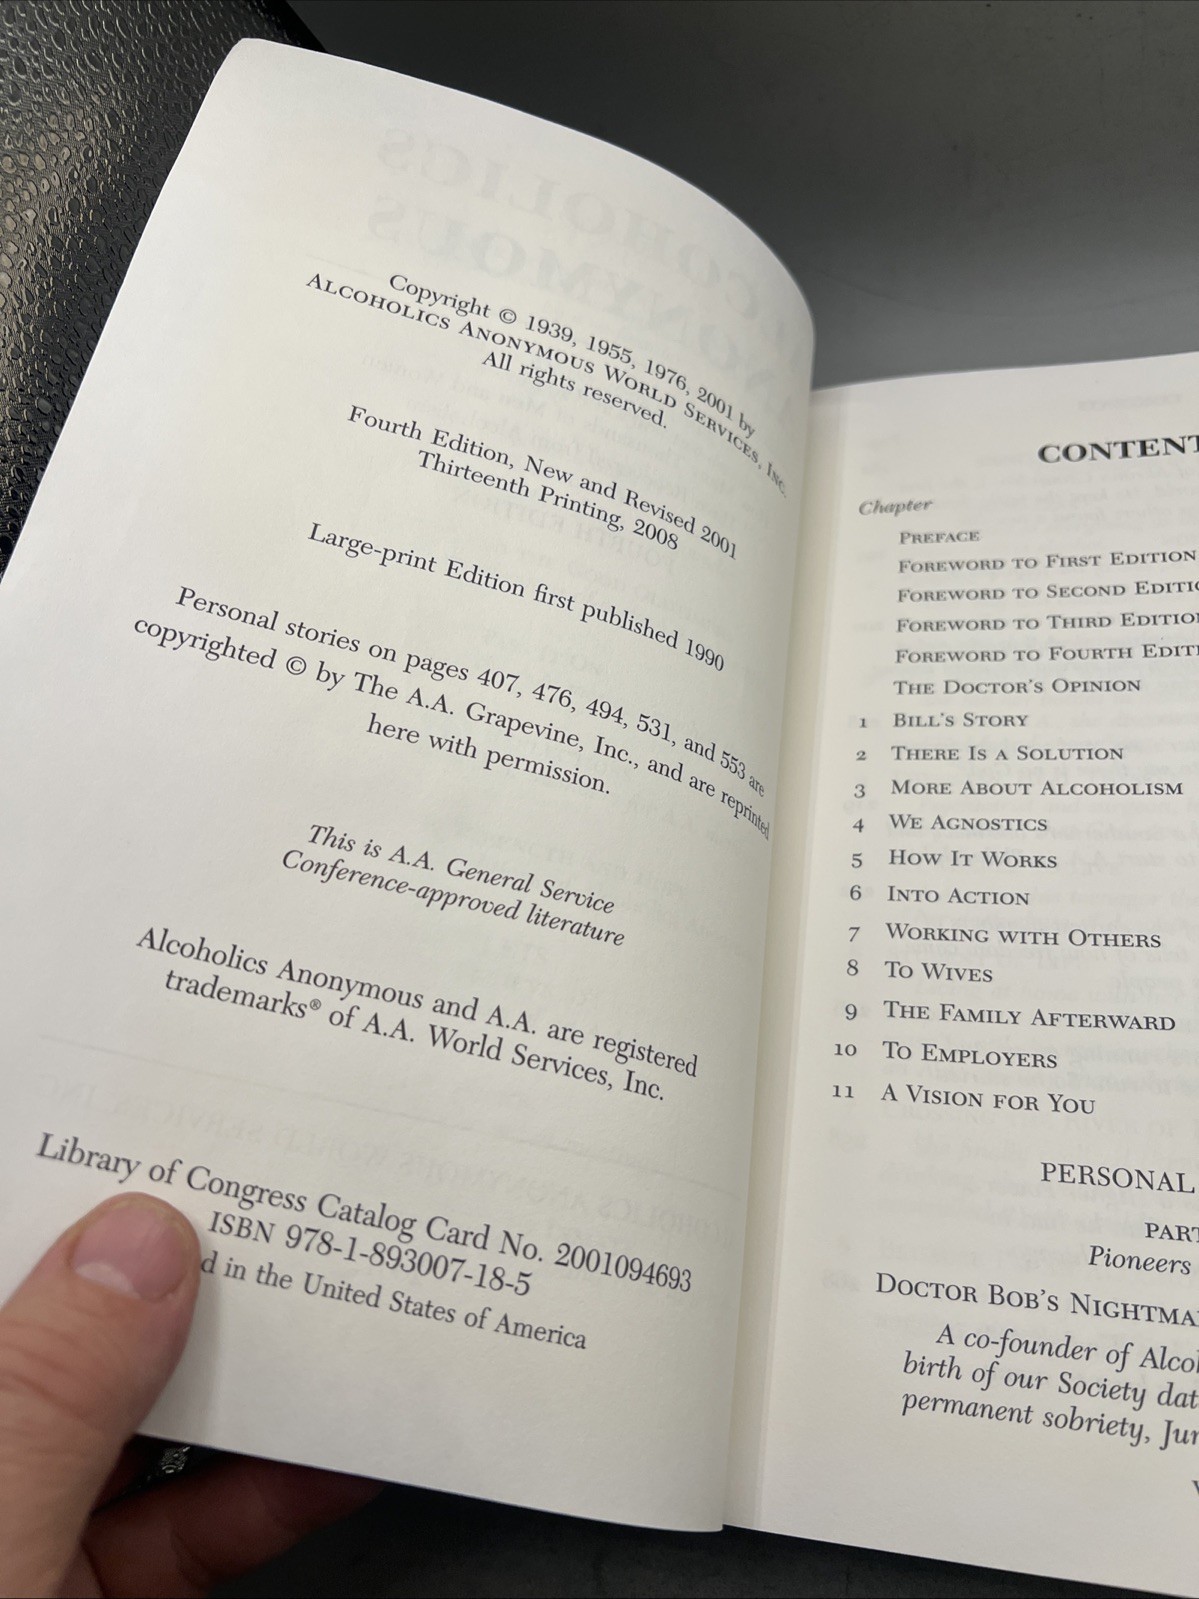 Copyright © 1939, 1955, 1976, 2001 by
Alcoholics Anonymous World Services, Inc.
All rights reserved.
Fourth Edition, New and Revised 2001
Thirteenth Printing, 2008
Large-print Edition first published 1990
Personal stories on pages 407, 476, 494, 531, and 553 are
copyrighted © by The A.A. Grapevine, Inc., and are reprinted
here with permission.
This is A.A. General Service
Conference-approved literature
Alcoholics Anonymous and A.A. are registered
trademarks® of A.A. World Services, Inc.
Library of Congress Catalog Card No. 2001094693
ISBN 978-1-893007-18-5
d in the United States of America
CONTENT
Chapter
Preface
Foreword to First Edition
Foreword to Second Editio
Foreword to Third Edition
Foreword to Fourth Editi
The Doctor's Opinion
1 Bill's Story
2 There Is a Solution
3 More About Alcoholism
4 We Agnostics
5 How It Works
6 Into Action
7 Working with Others
8 To Wives
9 The Family Afterward
10 To Employers
11 A Vision for You
PERSONAL
PART
Pioneers
Doctor Bob's Nightma
A co-founder of Alco
birth of our Society dat
permanent sobriety, Jun